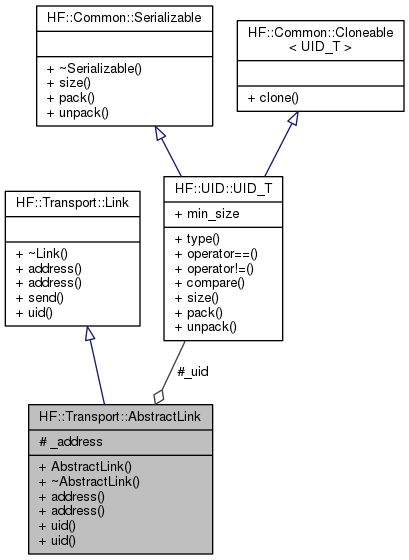 HF::Common::Serializable
+ ~Serializable()
+ size()
+ pack()
+ unpack()
HF::Common::Cloneable
< UID_T >
+ clone()
HF::Transport::Link
+ ~Link()
+ address()
+ address()
+ send()
+ uid()
HF::UID::UID_T
+ min_size
+ type()
+ operator==()
+ operator!=()
+ compare()
+ size()
+ pack()
+ unpack()
#_uid
HF::Transport::AbstractLink
# _address
+ AbstractLink()
+ ~AbstractLink()
+ address()
+ address()
+ uid()
+ uid()